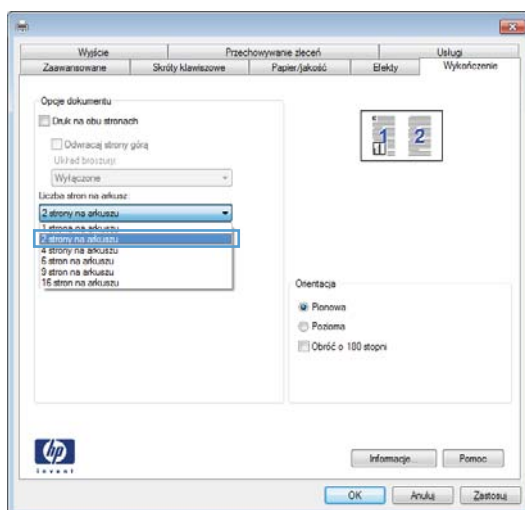 Wyjście Przechowywanie zleceń Usługi
Zaawansowane Skróty klawiszowe Papier/jakość Efekty Wykończenie
Opcje dokumentu
Druk na obu stronach
Odwracaj strony górą
Układ broszury:
Wyłączone
Liczba stron na arkusz:
2 strony na arkuszu
1 strona na arkuszu
2 strony na arkuszu
4 strony na arkuszu
6 stron na arkuszu
9 stron na arkuszu
16 stron na arkuszu
1 2
Orientacja
Pionowa
Pozioma
Obróć o 180 stopni
hp
invent
Informacje... Pomoc
OK Anuluj Zastosuj